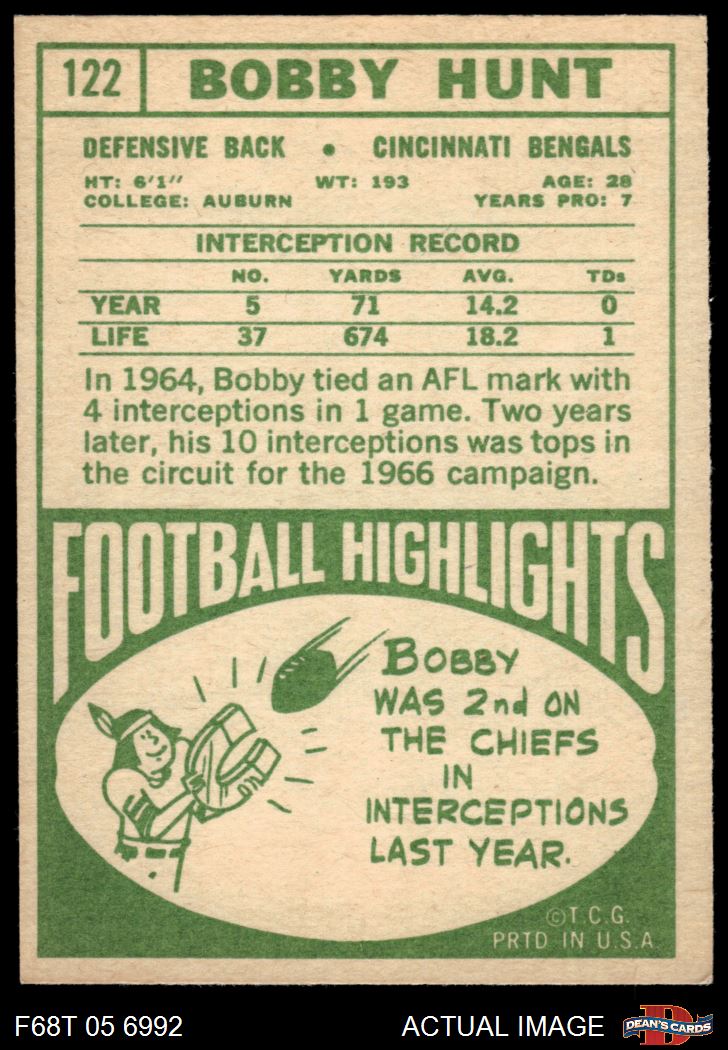 122 BOBBY HUNT
DEFENSIVE BACK • CINCINNATI BENGALS
HT: 6'1" WT: 193 AGE: 28
COLLEGE: AUBURN YEARS PRO: 7
INTERCEPTION RECORD
NO. YARDS AVG. TDs
YEAR 5 71 14.2 0
LIFE 37 674 18.2 1
In 1964, Bobby tied an AFL mark with
4 interceptions in 1 game. Two years
later, his 10 interceptions was tops in
the circuit for the 1966 campaign.
FOOTBALL HIGHLIGHTS
BOBBY
WAS 2nd ON
THE CHIEFS
IN
INTERCEPTIONS
LAST YEAR.
©T.C.G.
PRTD IN U.S.A.
F68T 05 6992 ACTUAL IMAGE D DEAN'S CARDS